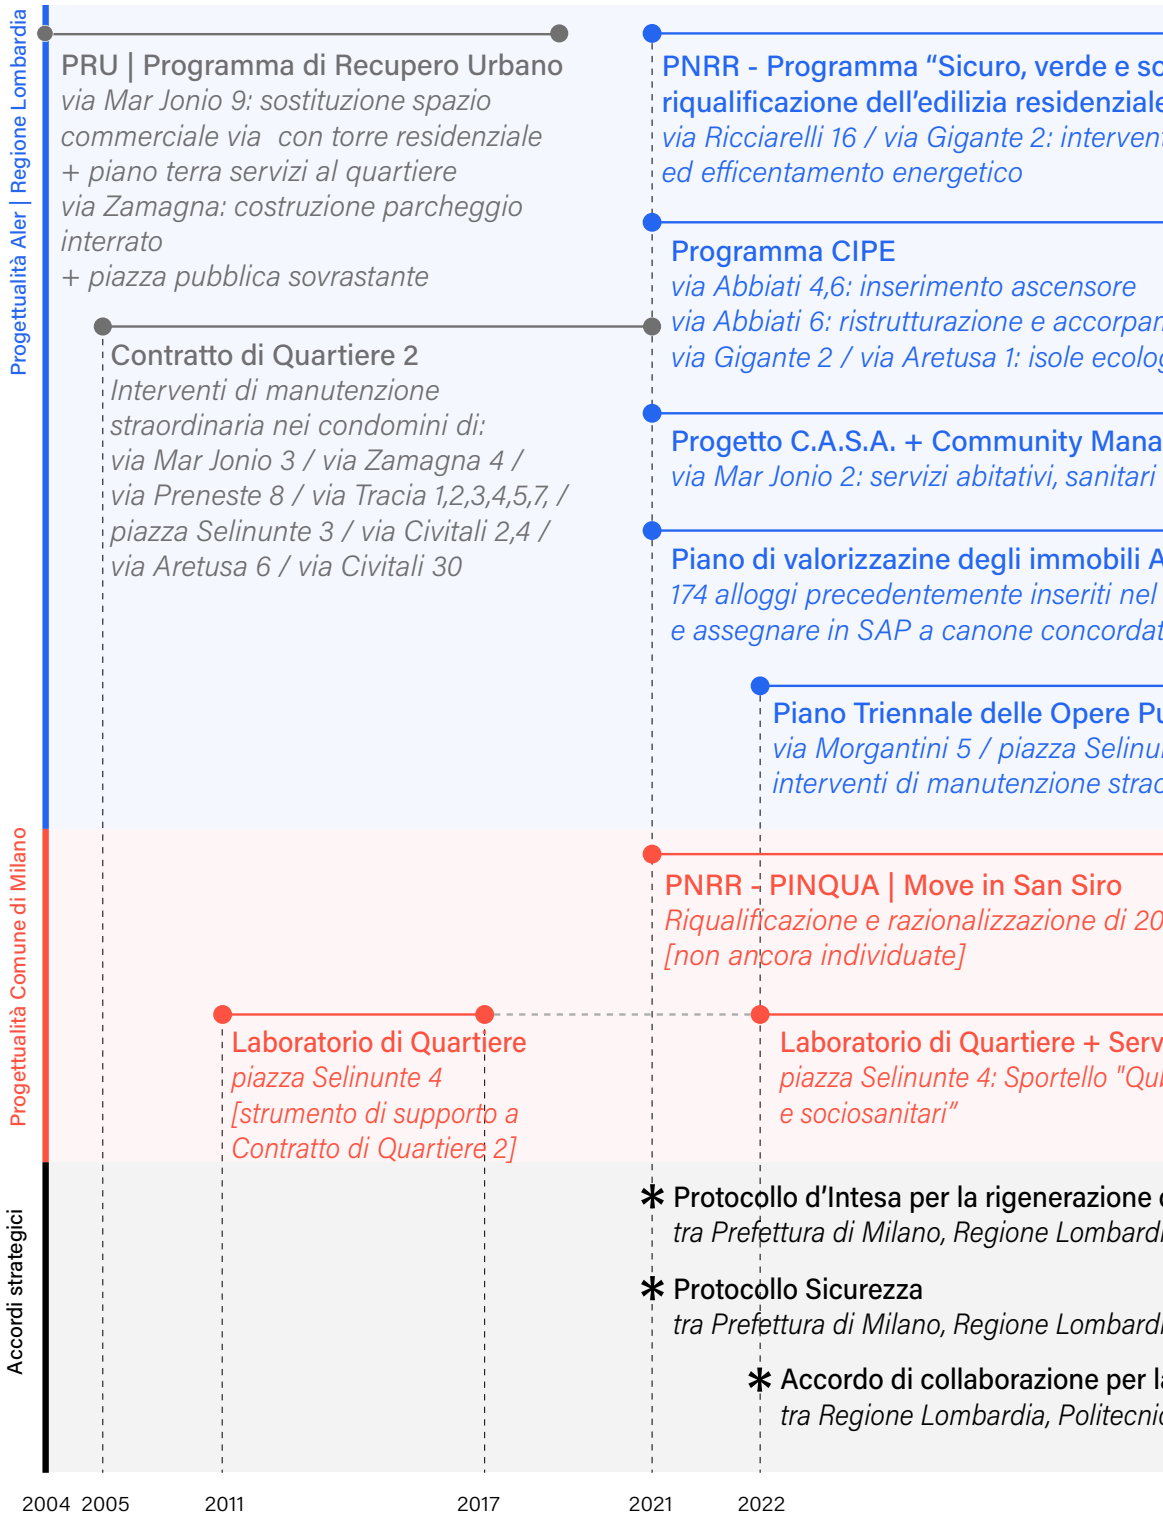 Progettualità Aler | Regione Lombardia
PRU | Programma di Recupero Urbano
via Mar Jonio 9: sostituzione spazio
commerciale via con torre residenziale
+ piano terra servizi al quartiere
via Zamagna: costruzione parcheggio
interrato
+ piazza pubblica sovrastante
Contratto di Quartiere 2
Interventi di manutenzione
straordinaria nei condomini di:
via Mar Jonio 3 / via Zamagna 4 /
via Preneste 8 / via Tracia 1,2,3,4,5,7, /
piazza Selinunte 3 / via Civitali 2,4 /
via Aretusa 6 / via Civitali 30
PNRR - Programma “Sicuro, verde e so
riqualificazione dell’edilizia residenziale
via Ricciarelli 16 / via Gigante 2: intervent
ed efficentamento energetico
Programma CIPE
via Abbiati 4,6: inserimento ascensore
via Abbiati 6: ristrutturazione e accorpam
via Gigante 2 / via Aretusa 1: isole ecolog
Progetto C.A.S.A. + Community Mana
via Mar Jonio 2: servizi abitativi, sanitari
Piano di valorizzazine degli immobili A
174 alloggi precedentemente inseriti nel
e assegnare in SAP a canone concordat
Piano Triennale delle Opere Pu
via Morgantini 5 / piazza Selinu
interventi di manutenzione strao
Progettualità Comune di Milano
PNRR - PINQUA | Move in San Siro
Riqualificazione e razionalizzazione di 20
[non ancora individuate]
Laboratorio di Quartiere
piazza Selinunte 4
[strumento di supporto a
Contratto di Quartiere 2]
Laboratorio di Quartiere + Serv
piazza Selinunte 4: Sportello "Qub
e sociosanitari”
Accordi strategici
* Protocollo d’Intesa per la rigenerazione d
tra Prefettura di Milano, Regione Lombardi
* Protocollo Sicurezza
tra Prefettura di Milano, Regione Lombardi
* Accordo di collaborazione per la
tra Regione Lombardia, Politecnic
2004 2005 2011 2017 2021 2022